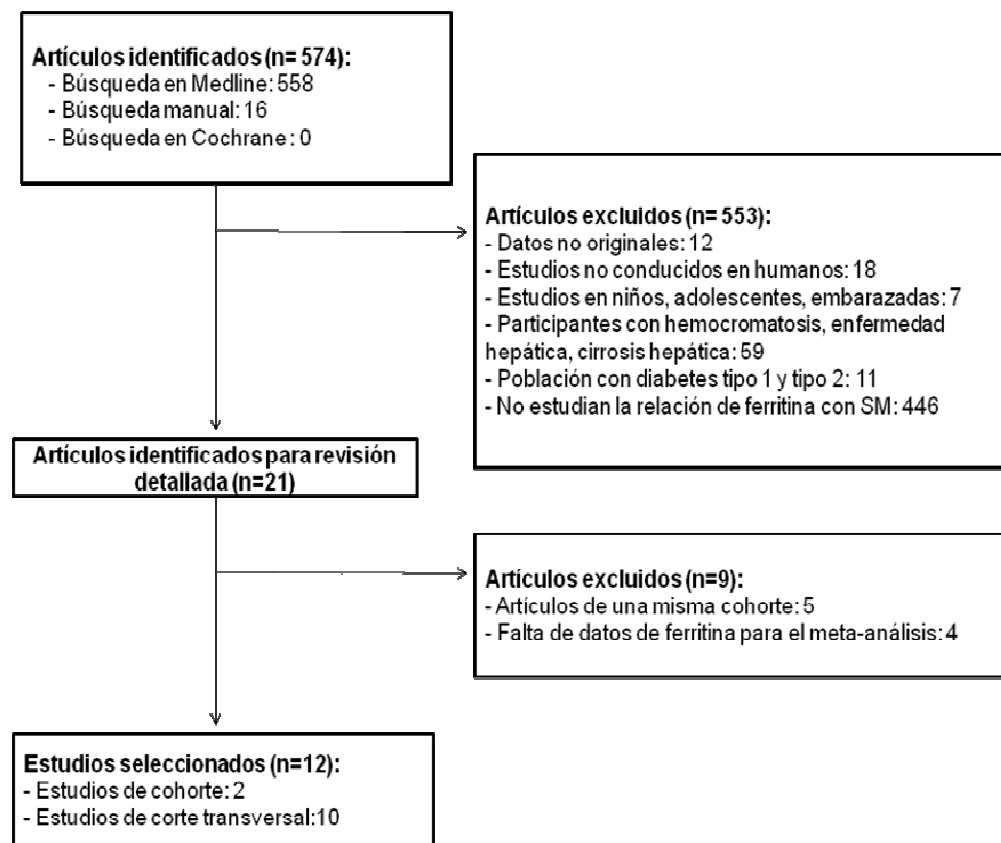 Artículos identificados (n= 574):
- Búsqueda en Medline: 558
- Búsqueda manual: 16
- Búsqueda en Cochrane: 0
Artículos excluidos (n= 553):
- Datos no originales: 12
- Estudios no conducidos en humanos: 18
- Estudios en niños, adolescentes, embarazadas: 7
- Participantes con hemocromatosis, enfermedad
hepática, cirrosis hepática: 59
- Población con diabetes tipo 1 y tipo 2: 11
- No estudian la relación de ferritina con SM: 446
Artículos identificados para revisión
detallada (n=21)
Artículos excluidos (n=9):
- Artículos de una misma cohorte: 5
- Falta de datos de ferritina para el meta-análisis: 4
Estudios seleccionados (n=12):
- Estudios de cohorte: 2
- Estudios de corte transversal:10